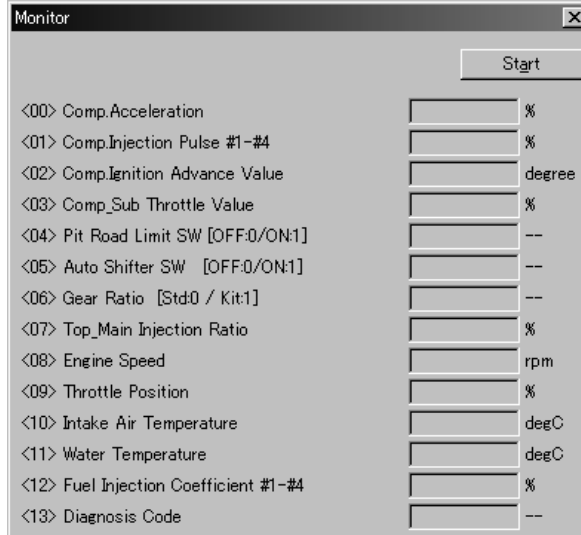 Monitor
Start
<00> Comp.Acceleration %
<01> Comp.Injection Pulse #1-#4 %
<02> Comp.Ignition Advance Value degree
<03> Comp_Sub Throttle Value %
<04> Pit Road Limit SW [OFF:0/ON:1] --
<05> Auto Shifter SW [OFF:0/ON:1] --
<06> Gear Ratio [Std:0 / Kit:1] --
<07> Top_Main Injection Ratio %
<08> Engine Speed rpm
<09> Throttle Position %
<10> Intake Air Temperature degC
<11> Water Temperature degC
<12> Fuel Injection Coefficient #1-#4 %
<13> Diagnosis Code --